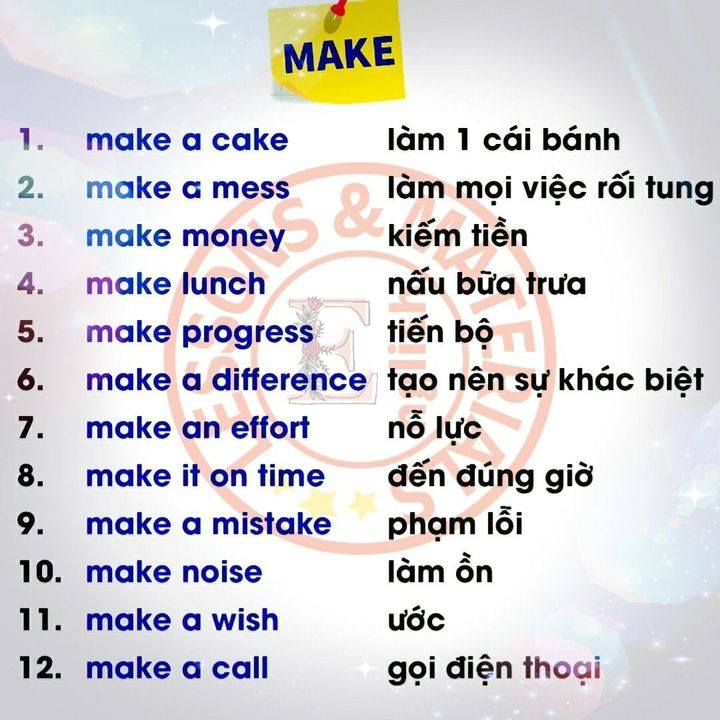 MAKE
1. make a cake làm 1 cái bánh
2. make a mess làm mọi việc rối tung
3. make money kiếm tiền
4. make lunch nấu bữa trưa
5. make progress tiến bộ
6. make a difference tạo nên sự khác biệt
7. make an effort nỗ lực
8. make it on time đến đúng giờ
9. make a mistake phạm lỗi
10. make noise làm ồn
11. make a wish ước
12. make a call gọi điện thoại
LESSONS & MATERIALS
E